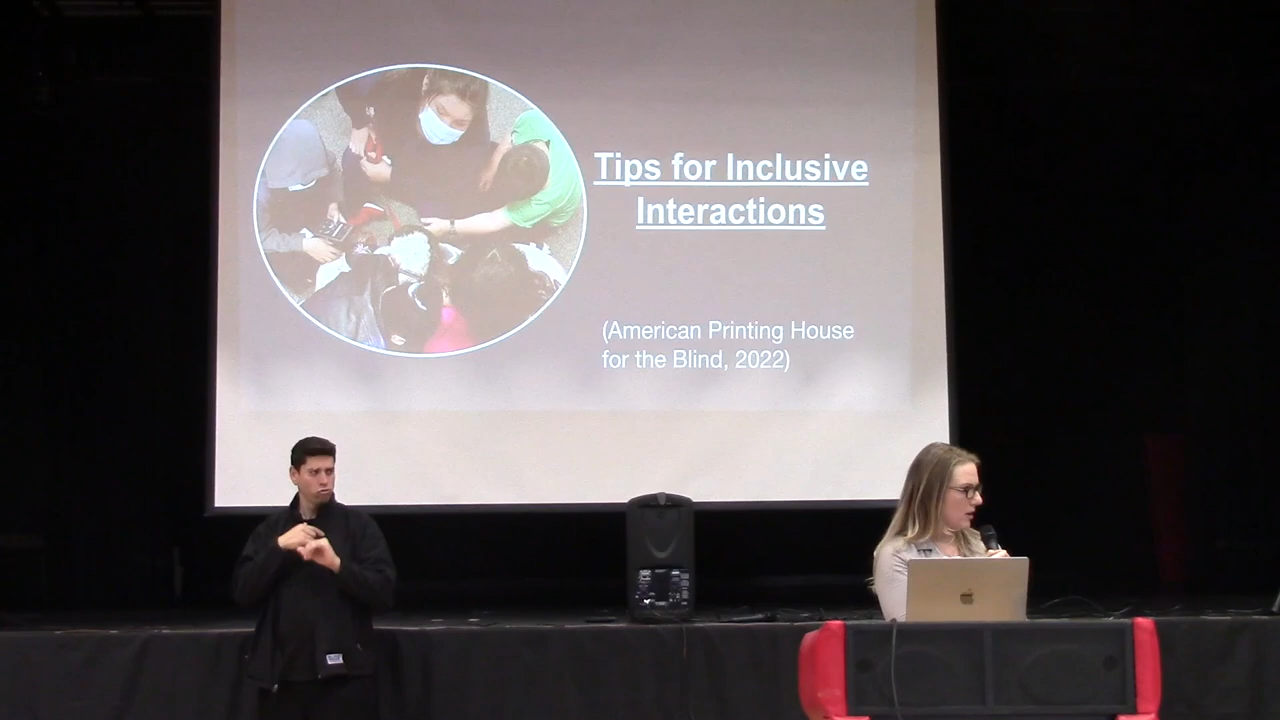 Tips for Inclusive
Interactions
(American Printing House
for the Blind, 2022)